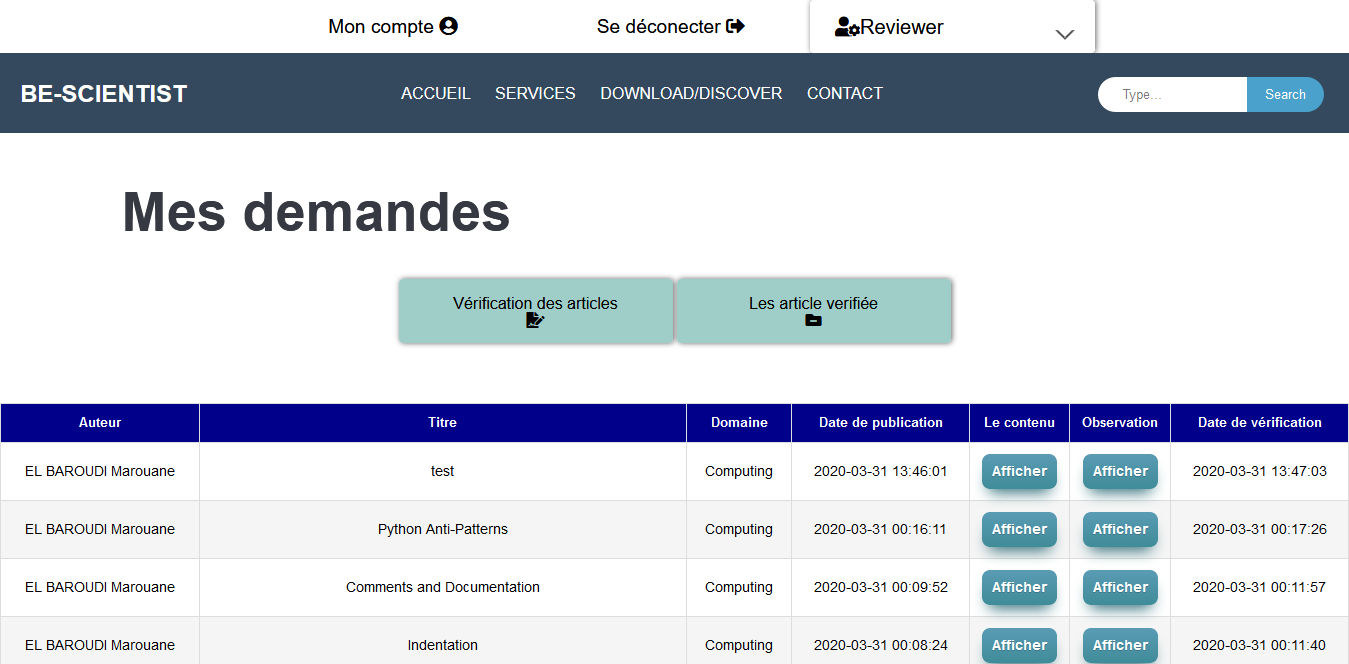 Mon compte
Se déconecter
Reviewer
BE-SCIENTIST
ACCUEIL SERVICES DOWNLOAD/DISCOVER CONTACT
Type...
Search
Mes demandes
Vérification des articles
Les article verifiée
Auteur Titre Domaine Date de publication Le contenu Observation Date de vérification
EL BAROUDI Marouane test Computing 2020-03-31 13:46:01 Afficher Afficher 2020-03-31 13:47:03
EL BAROUDI Marouane Python Anti-Patterns Computing 2020-03-31 00:16:11 Afficher Afficher 2020-03-31 00:17:26
EL BAROUDI Marouane Comments and Documentation Computing 2020-03-31 00:09:52 Afficher Afficher 2020-03-31 00:11:57
EL BAROUDI Marouane Indentation Computing 2020-03-31 00:08:24 Afficher Afficher 2020-03-31 00:11:40